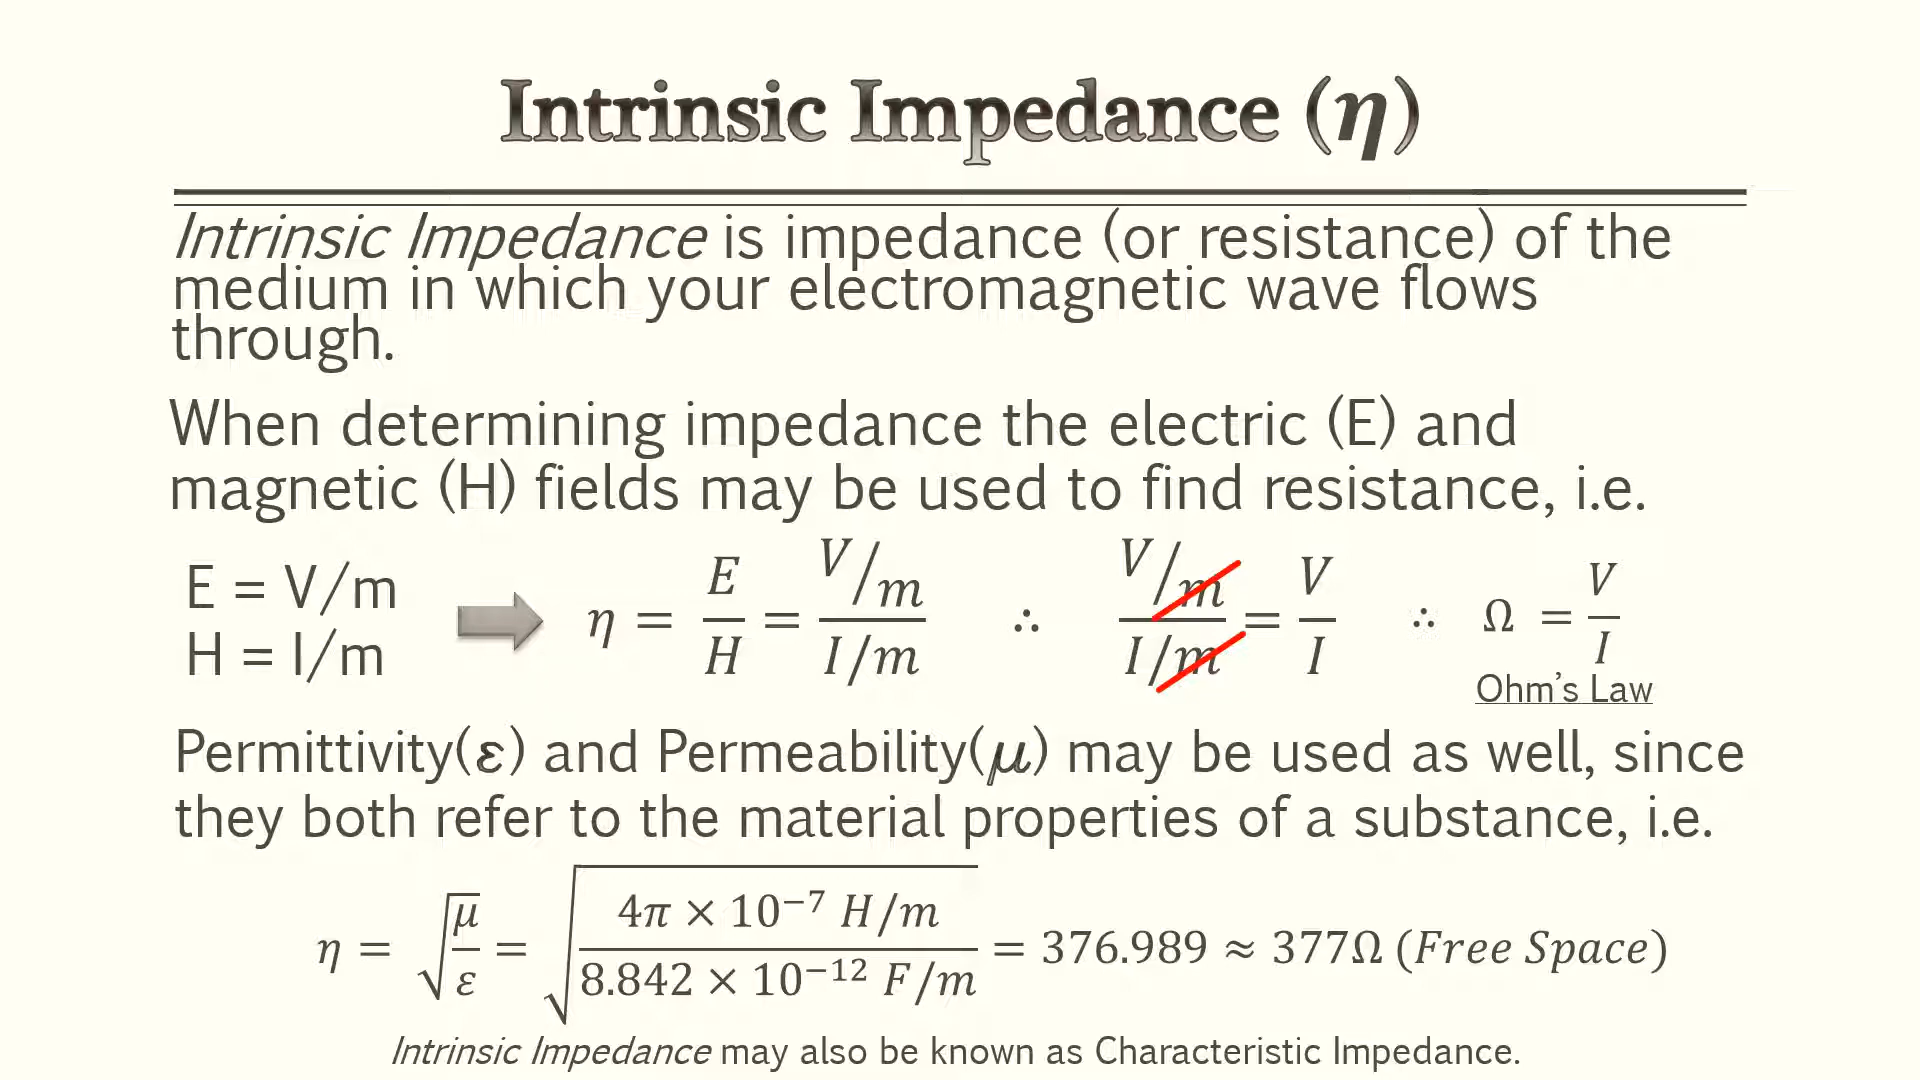 Intrinsic Impedance (η)
Intrinsic Impedance is impedance (or resistance) of the
medium in which your electromagnetic wave flows
through.
When determining impedance the electric (E) and
magnetic (H) fields may be used to find resistance, i.e.
E = V/m
H = I/m
η = E/H = (V/m)/(I/m) ∴ (V/m)/(I/m) = V/I ∴ Ω = V/I
Ohm's Law
Permittivity(ε) and Permeability(μ) may be used as well, since
they both refer to the material properties of a substance, i.e.
η = √(μ/ε) = √((4π × 10⁻⁷ H/m)/(8.842 × 10⁻¹² F/m)) = 376.989 ≈ 377Ω (Free Space)
Intrinsic Impedance may also be known as Characteristic Impedance.